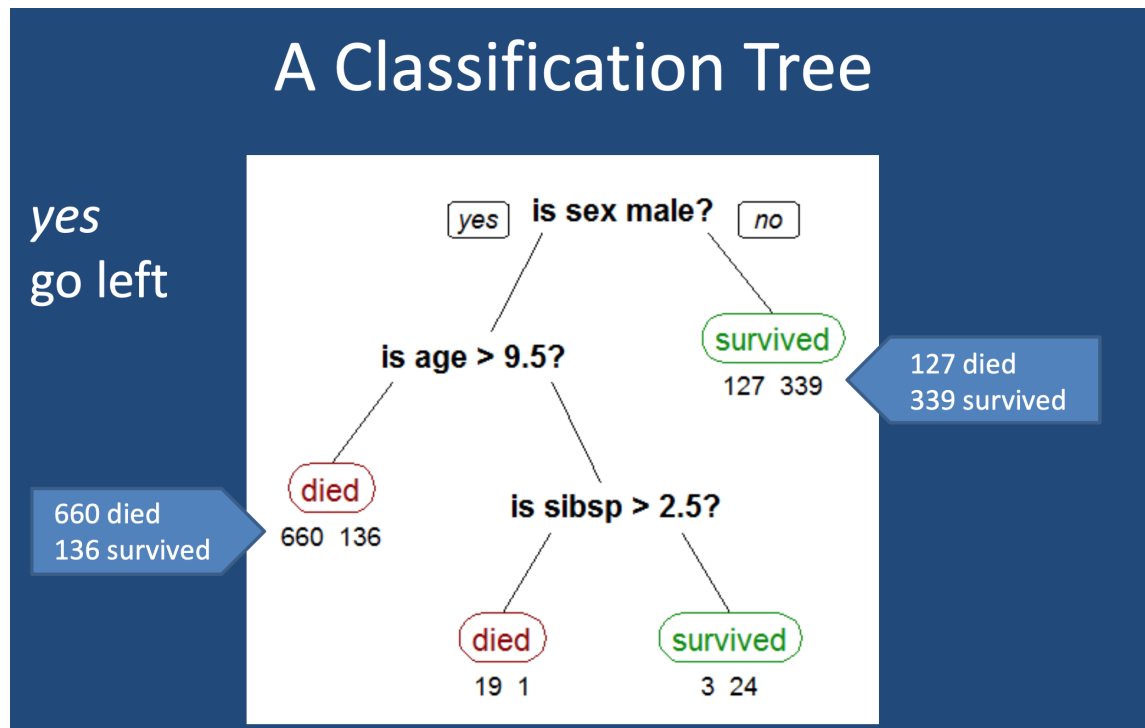 A Classification Tree
yes
go left
yes is sex male? no
survived
127 339
127 died
339 survived
is age > 9.5?
died
660 136
660 died
136 survived
is sibsp > 2.5?
died survived
19 1 3 24